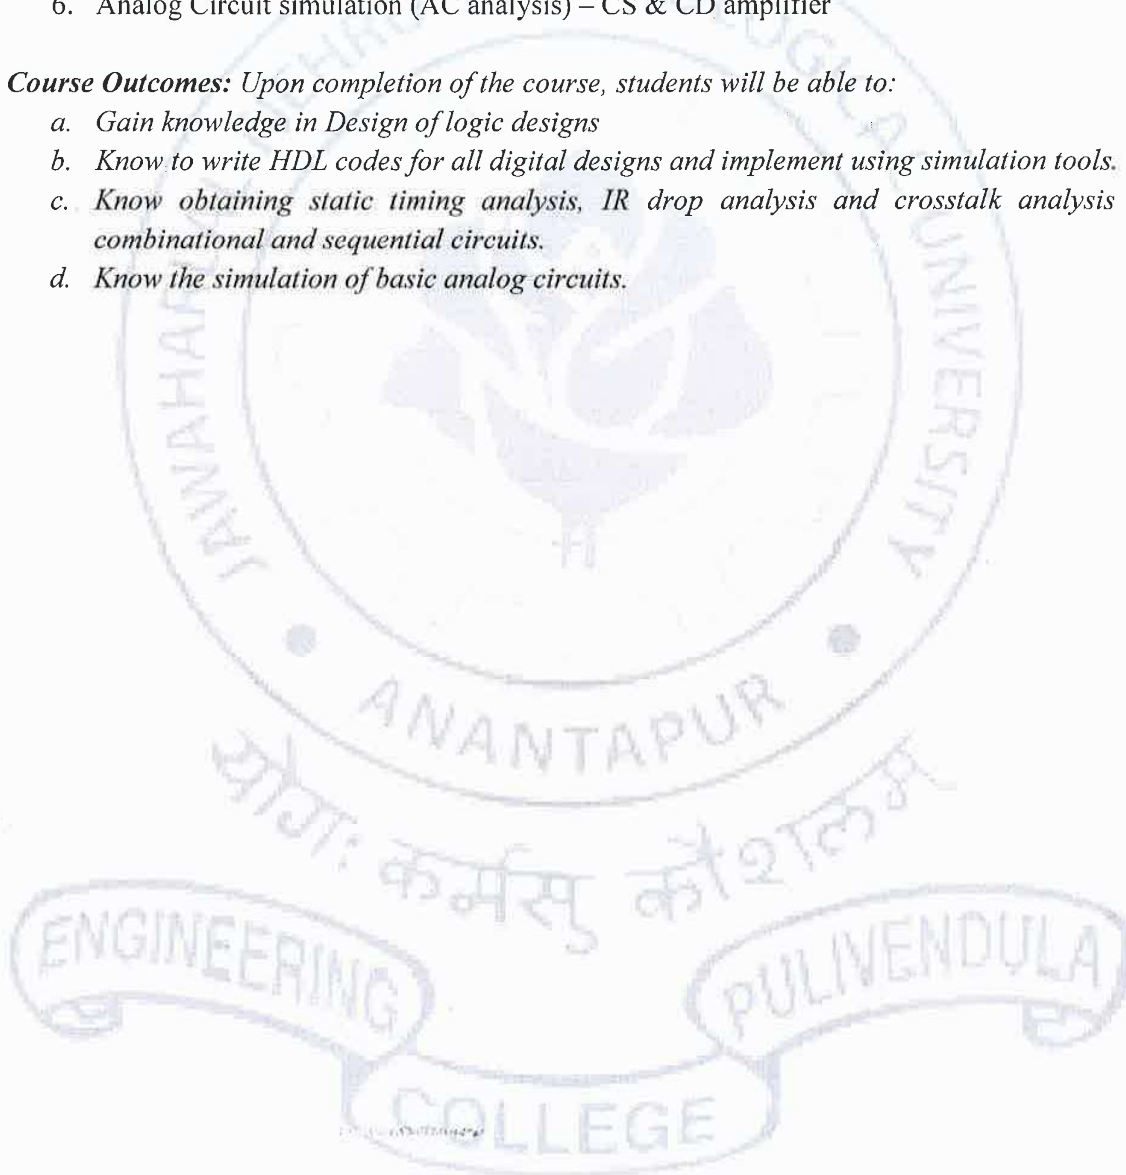 6. Analog Circuit simulation (AC analysis) – CS & CD amplifier
Course Outcomes: Upon completion of the course, students will be able to:
a. Gain knowledge in Design of logic designs
b. Know to write HDL codes for all digital designs and implement using simulation tools.
c. Know obtaining static timing analysis, IR drop analysis and crosstalk analysis
combinational and sequential circuits.
d. Know the simulation of basic analog circuits.
UNIVERSITY
ANANTAPUR
योगः कर्मसु कौशलम
ENGINEERING
PULIVENDULA
COLLEGE